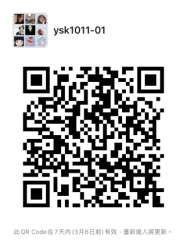 ysk1011-01
此 QR Code 在 7 天內 (3月6日前) 有效，重新進入將更新。